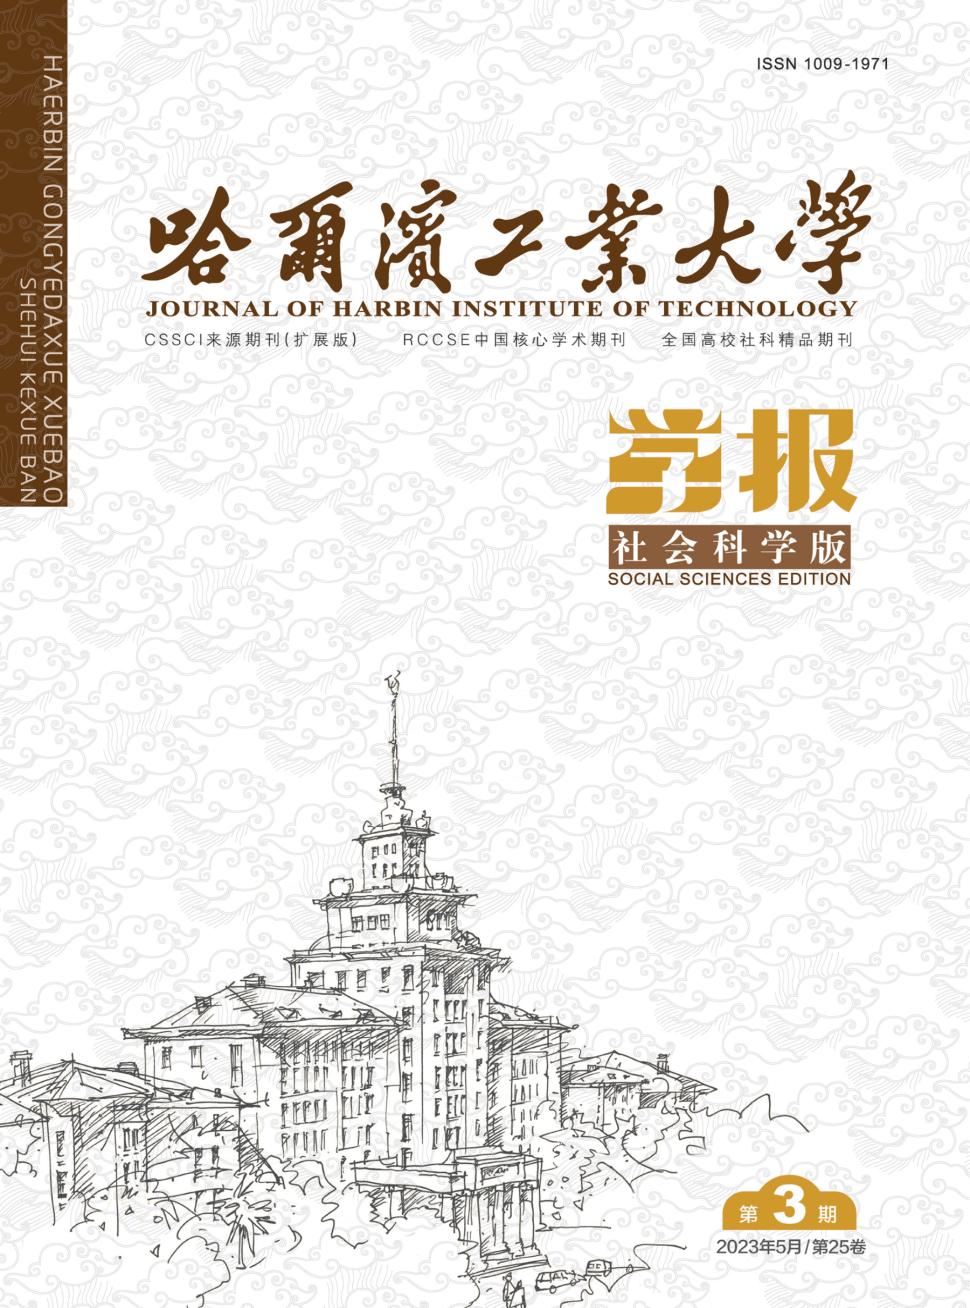 ISSN 1009-1971
HAERBIN GONGYEDAXUE XUEBAO
SHEHUI KEXUE BAN
哈爾濱工業大學
JOURNAL OF HARBIN INSTITUTE OF TECHNOLOGY
CSSCI来源期刊(扩展版) RCCSE中国核心学术期刊 全国高校社科精品期刊
学报
社会科学版
SOCIAL SCIENCES EDITION
第3期
2023年5月/第25卷